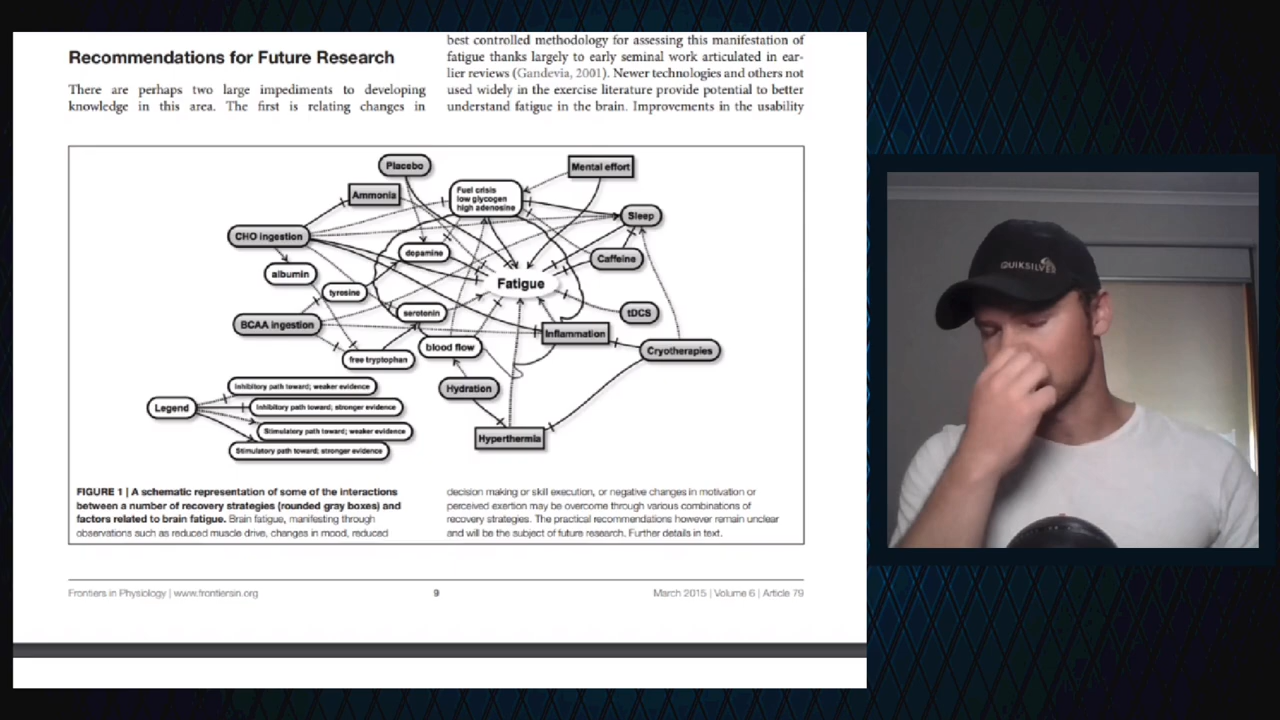 Recommendations for Future Research
There are perhaps two large impediments to developing
knowledge in this area. The first is relating changes in
best controlled methodology for assessing this manifestation of
fatigue thanks largely to early seminal work articulated in ear-
lier reviews (Gandevia, 2001). Newer technologies and others not
used widely in the exercise literature provide potential to better
understand fatigue in the brain. Improvements in the usability
Placebo
Mental effort
Ammonia
Fuel crisis
low glycogen
high adenosine
Sleep
CHO ingestion
dopamine
Caffeine
albumin
Fatigue
tyrosine
serotonin
tDCS
BCAA ingestion
Inflammation
blood flow
Cryotherapies
free tryptophan
Hydration
Hyperthmia
Legend
Inhibitory path toward; weaker evidence
Inhibitory path toward; stronger evidence
Stimulatory path toward; weaker evidence
Stimulatory path toward; stronger evidence
FIGURE 1 | A schematic representation of some of the interactions
between a number of recovery strategies (rounded gray boxes) and
factors related to brain fatigue. Brain fatigue, manifesting through
observations such as reduced muscle drive, changes in mood, reduced
decision making or skill execution, or negative changes in motivation or
perceived exertion may be overcome through various combinations of
recovery strategies. The practical recommendations however remain unclear
and will be the subject of future research. Further details in text.
Frontiers in Physiology | www.frontiersin.org
9
March 2015 | Volume 6 | Article 79
QUIKSILVER